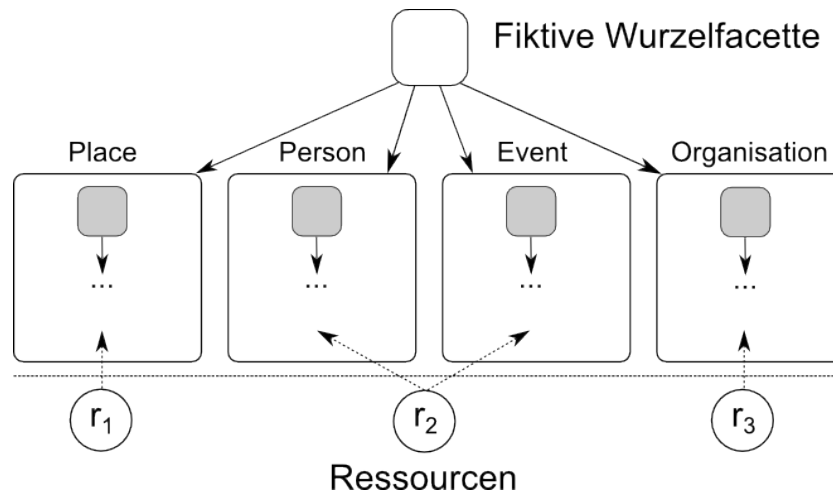 Fiktive Wurzelfacette
Place Person Event Organisation
... ... ... ...
r1 r2 r3
Ressourcen